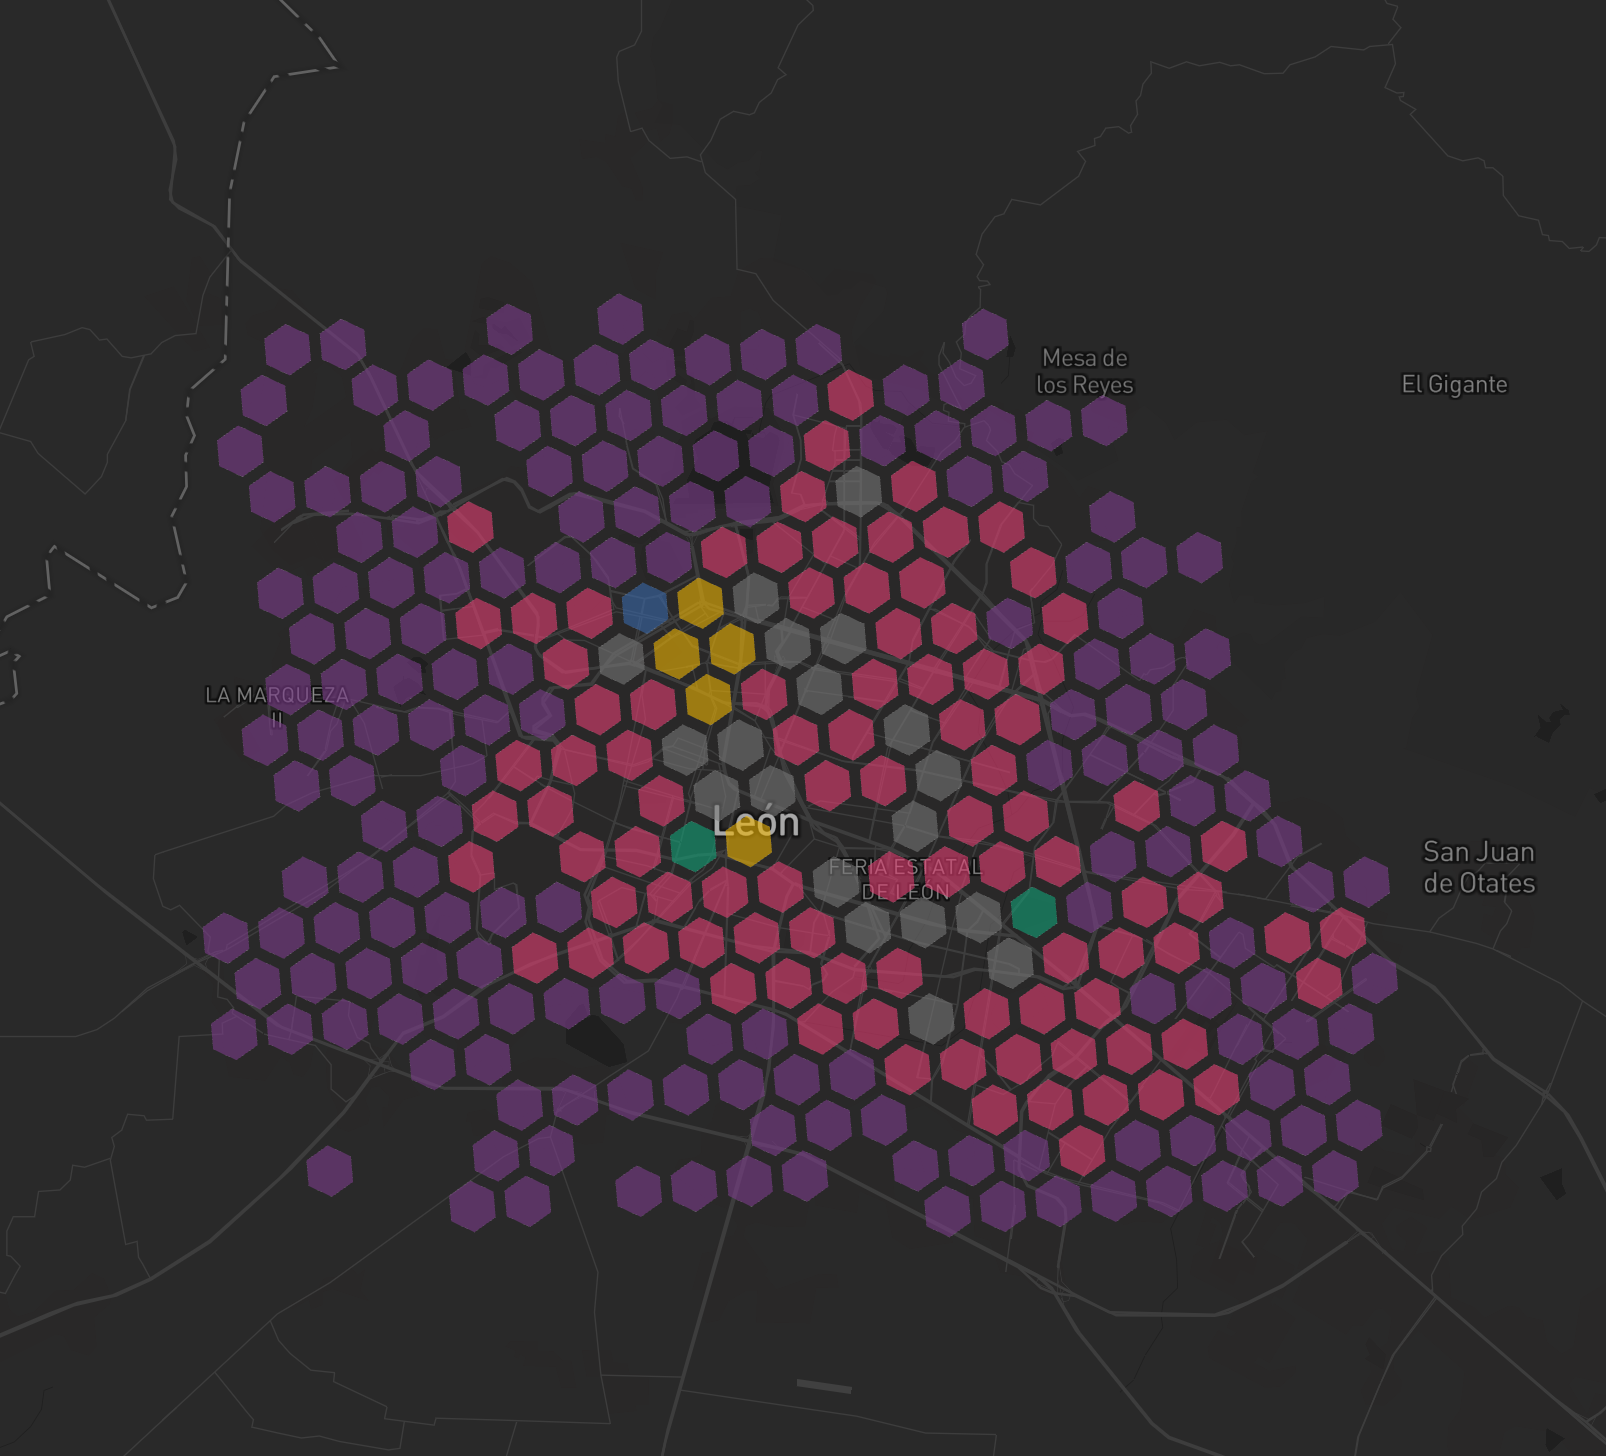 Mesa de
los Reyes
El Gigante
LA MARQUEZA
II
León
FERIA ESTATAL
DE LEÓN
San Juan
de Otates